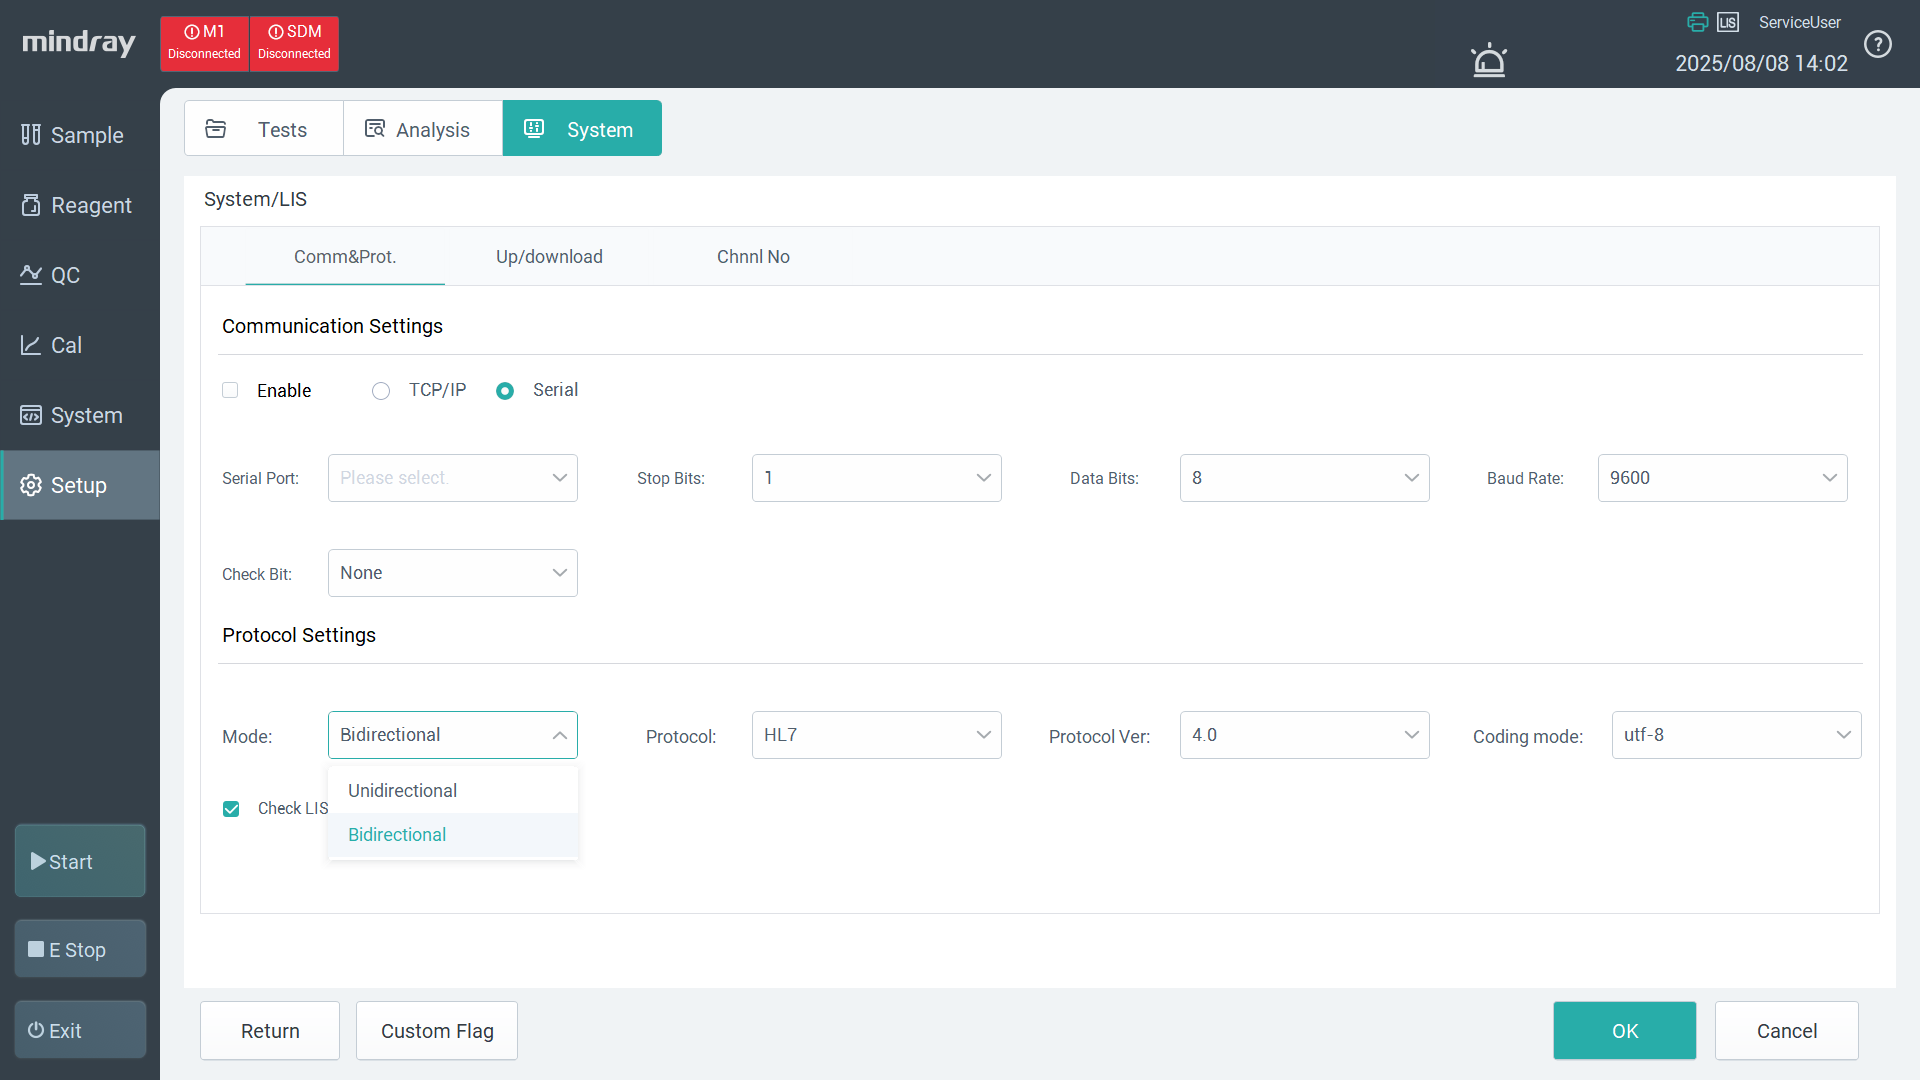 mindray
M1
Disconnected
SDM
Disconnected
LIS
ServiceUser
2025/08/08 14:02
?
Sample
Reagent
QC
Cal
System
Setup
Start
E Stop
Exit
Tests
Analysis
System
System/LIS
Comm&Prot.
Up/download
Chnnl No
Communication Settings
Enable
TCP/IP
Serial
Serial Port:
Please select.
Stop Bits:
1
Data Bits:
8
Baud Rate:
9600
Check Bit:
None
Protocol Settings
Mode:
Bidirectional
Protocol:
HL7
Protocol Ver:
4.0
Coding mode:
utf-8
Unidirectional
Check LIS
Bidirectional
Return
Custom Flag
OK
Cancel